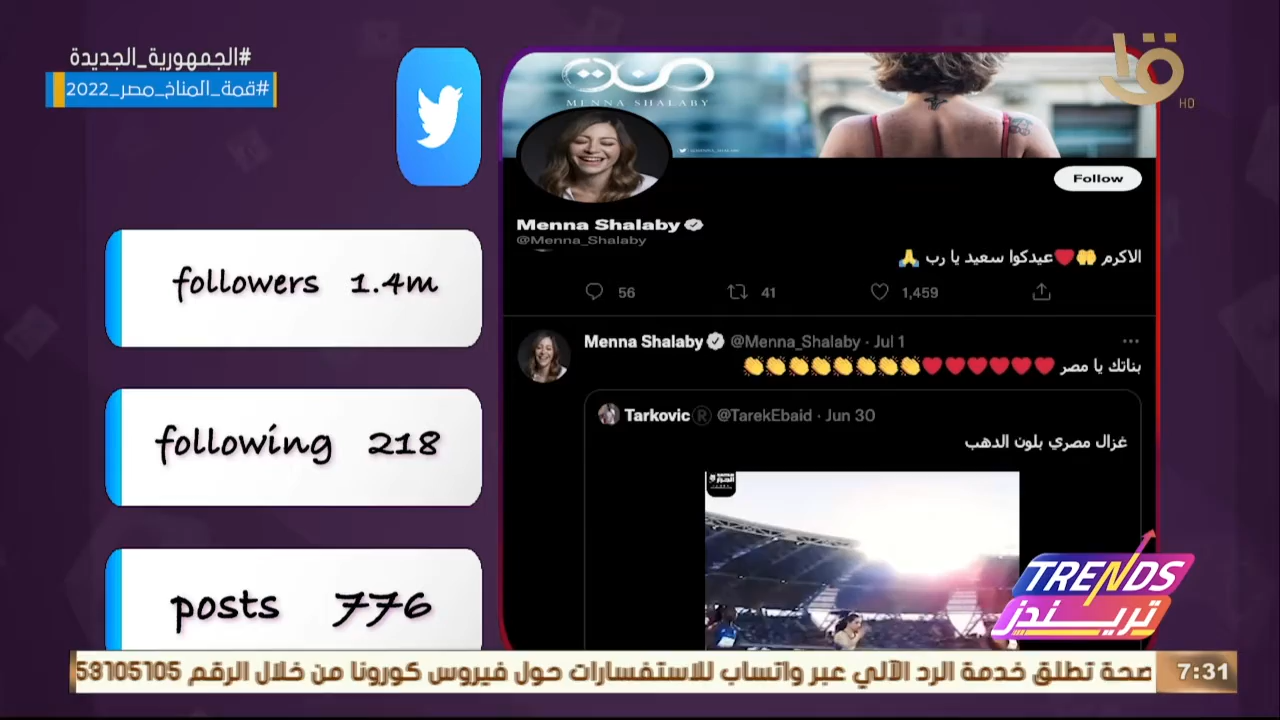 #الجمهورية_الجديدة
#قمة_المناخ_مصر_2022
HD
منة
MENNA SHALABY
Follow
Menna Shalaby
@Menna_Shalaby
الاكرم 🤲❤️عيدكوا سعيد يا رب 🙏
56 41 1,459
Menna Shalaby @Menna_Shalaby · Jul 1
بناتك يا مصر ❤️❤️❤️❤️❤️❤️👏👏👏👏👏👏👏👏
Tarkovic® @TarekEbaid · Jun 30
غزال مصري بلون الدهب
followers 1.4m
following 218
posts 776
TRENDS
تريندز
صحة تطلق خدمة الرد الآلي عبر واتساب للاستفسارات حول فيروس كورونا من خلال الرقم 53105105
7:31